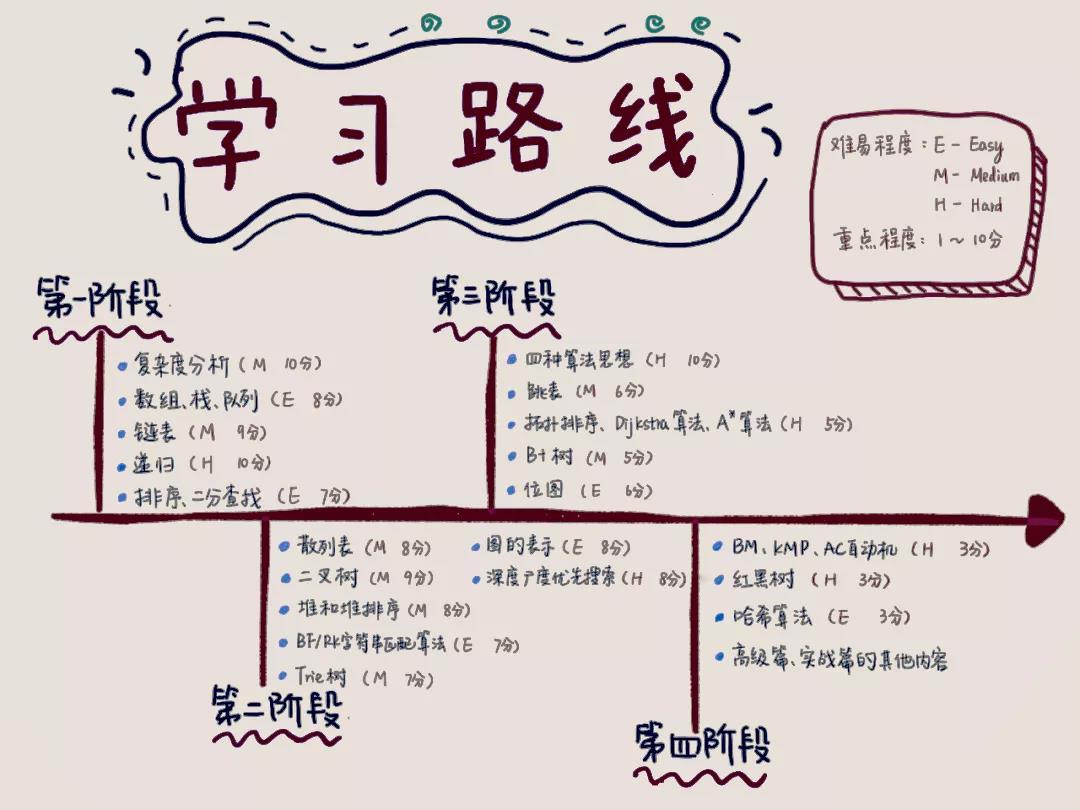 学习路线
难易程度：E - Easy
M - Medium
H - Hard
重点程度：1～10分
第一阶段
复杂度分析（M 10分）
数组、栈、队列（E 8分）
链表（M 9分）
递归（H 10分）
排序、二分查找（E 7分）
第二阶段
散列表（M 8分）
二叉树（M 9分）
堆和堆排序（M 8分）
BF/RK字符串匹配算法（E 7分）
Trie树（M 7分）
图的表示（E 8分）
深度广度优先搜索（H 8分）
第三阶段
四种算法思想（H 10分）
跳表（M 6分）
拓扑排序、Dijkstra算法、A*算法（H 5分）
B+树（M 5分）
位图（E 6分）
第四阶段
BM、KMP、AC自动机（H 3分）
红黑树（H 3分）
哈希算法（E 3分）
高级篇、实战篇的其他内容